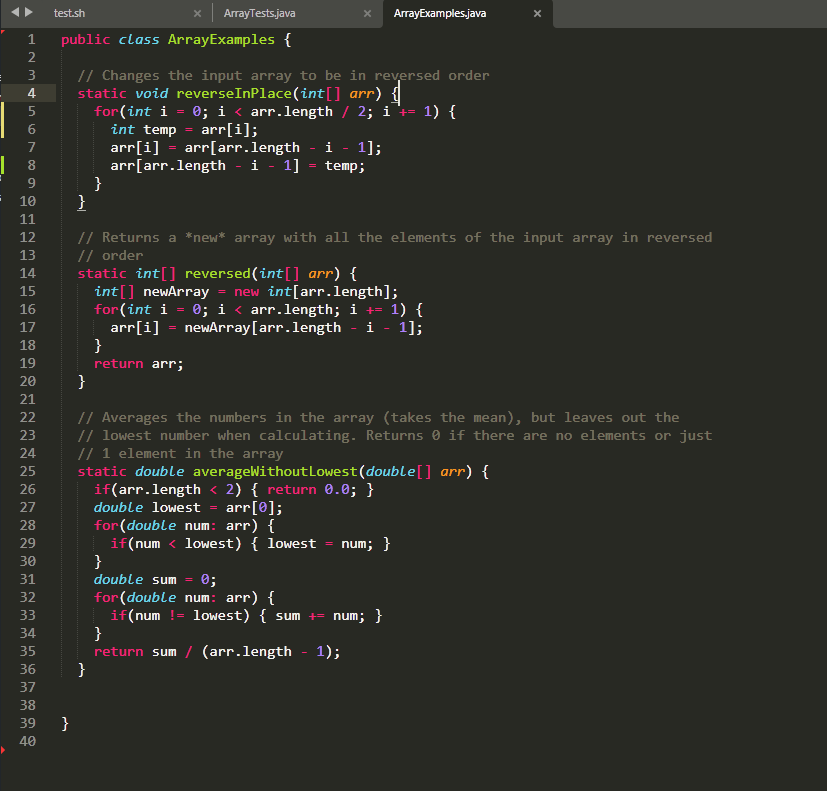 test.sh ArrayTests.java ArrayExamples.java
1 public class ArrayExamples {
2
3   // Changes the input array to be in reversed order
4   static void reverseInPlace(int[] arr) {
5     for(int i = 0; i < arr.length / 2; i += 1) {
6       int temp = arr[i];
7       arr[i] = arr[arr.length - i - 1];
8       arr[arr.length - i - 1] = temp;
9     }
10   }
11
12   // Returns a *new* array with all the elements of the input array in reversed
13   // order
14   static int[] reversed(int[] arr) {
15     int[] newArray = new int[arr.length];
16     for(int i = 0; i < arr.length; i += 1) {
17       arr[i] = newArray[arr.length - i - 1];
18     }
19     return arr;
20   }
21
22   // Averages the numbers in the array (takes the mean), but leaves out the
23   // lowest number when calculating. Returns 0 if there are no elements or just
24   // 1 element in the array
25   static double averageWithoutLowest(double[] arr) {
26     if(arr.length < 2) { return 0.0; }
27     double lowest = arr[0];
28     for(double num: arr) {
29       if(num < lowest) { lowest = num; }
30     }
31     double sum = 0;
32     for(double num: arr) {
33       if(num != lowest) { sum += num; }
34     }
35     return sum / (arr.length - 1);
36   }
37
38
39 }
40